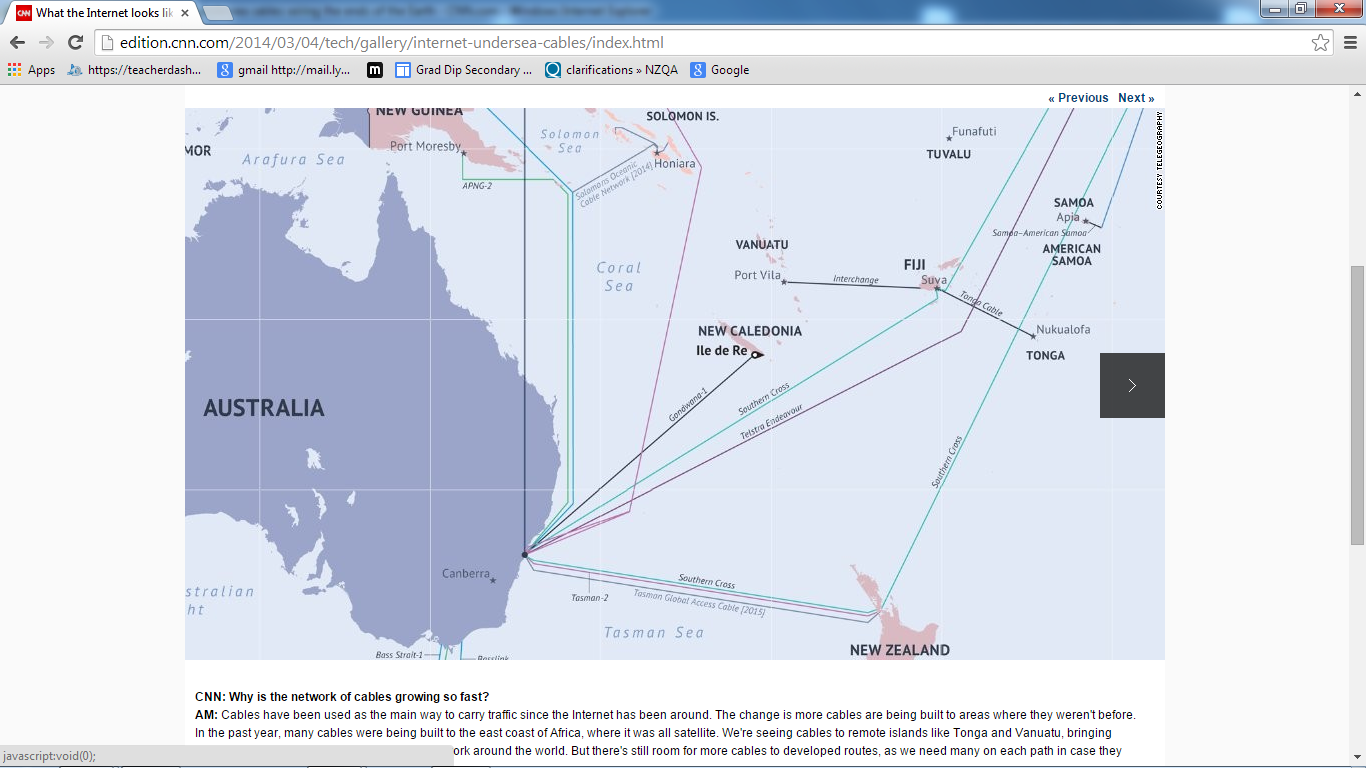 What the Internet looks lik
edition.cnn.com/2014/03/04/tech/gallery/internet-undersea-cables/index.html
Apps https://teacherdash... gmail http://mail.ly... m Grad Dip Secondary ... clarifications » NZQA Google
« Previous Next »
NEW GUINEA
SOLOMON IS.
COURTESY TELEGEOGRAPHY
MOR
Arafura Sea
Port Moresby
Solomon
Sea
Honiara
Funafuti
TUVALU
APNG-2
Solomons Oceanic
Cable Network [2014]
SAMOA
Apia
Samoa-American Samoa
AMERICAN
SAMOA
VANUATU
Port Vila
Interchange
FIJI
Suva
Tonga Cable
Coral
Sea
NEW CALEDONIA
Ile de Re
Nukualofa
TONGA
AUSTRALIA
Gondwana-1
Southern Cross
Telstra Endeavour
Southern Cross
Canberra
Southern Cross
Tasman-2
Tasman Global Access Cable [2015]
stralian
ht
Tasman Sea
NEW ZEALAND
Bass Strait-1
Basslink
CNN: Why is the network of cables growing so fast?
AM: Cables have been used as the main way to carry traffic since the Internet has been around. The change is more cables are being built to areas where they weren't before.
In the past year, many cables were being built to the east coast of Africa, where it was all satellite. We're seeing cables to remote islands like Tonga and Vanuatu, bringing
ork around the world. But there's still room for more cables to developed routes, as we need many on each path in case they
javascript:void(0);